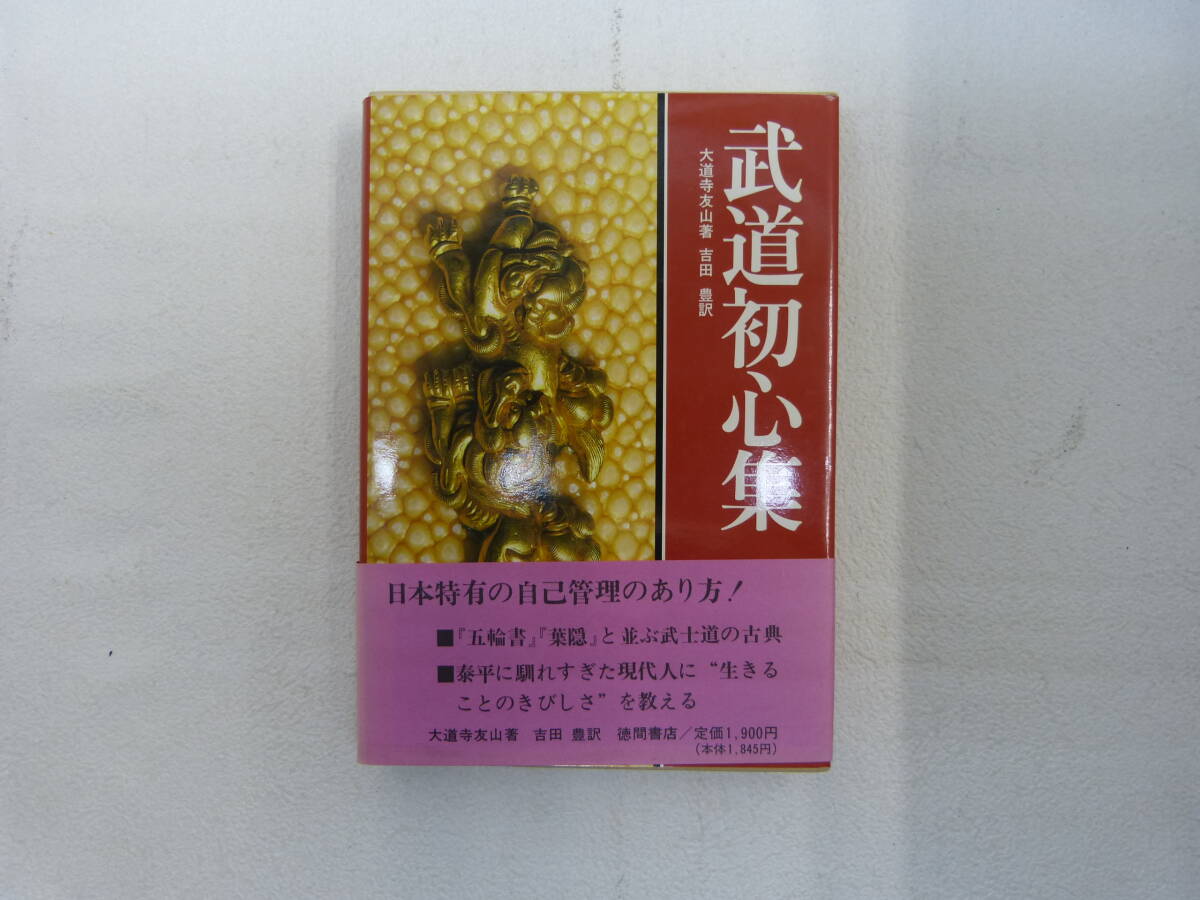 武道初心集
大道寺友山著 吉田 豊訳
日本特有の自己管理のあり方!
■『五輪書』『葉隠』と並ぶ武士道の古典
■泰平に馴れすぎた現代人に“生きる
ことのきびしさ”を教える
大道寺友山著 吉田 豊訳 徳間書店/定価1,900円
(本体1,845円)